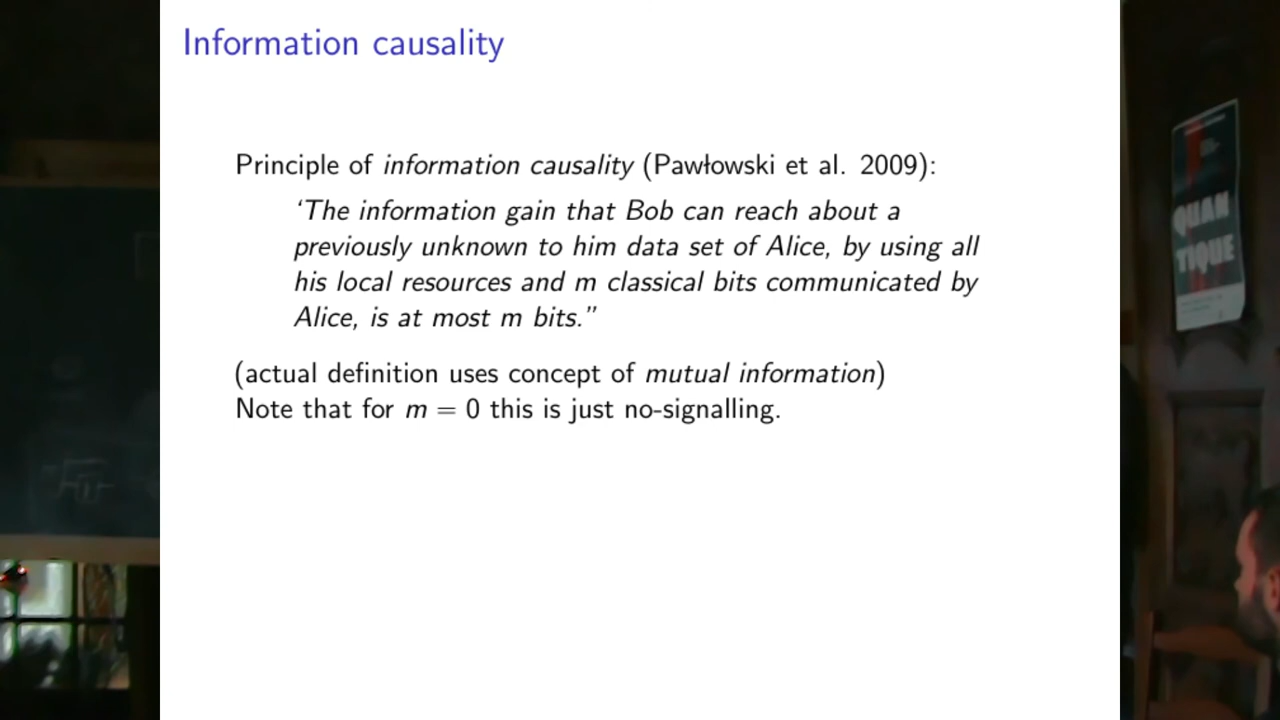 Information causality
Principle of information causality (Pawłowski et al. 2009):
‘The information gain that Bob can reach about a
previously unknown to him data set of Alice, by using all
his local resources and m classical bits communicated by
Alice, is at most m bits.”
(actual definition uses concept of mutual information)
Note that for m = 0 this is just no-signalling.
QUAN
TIQUE